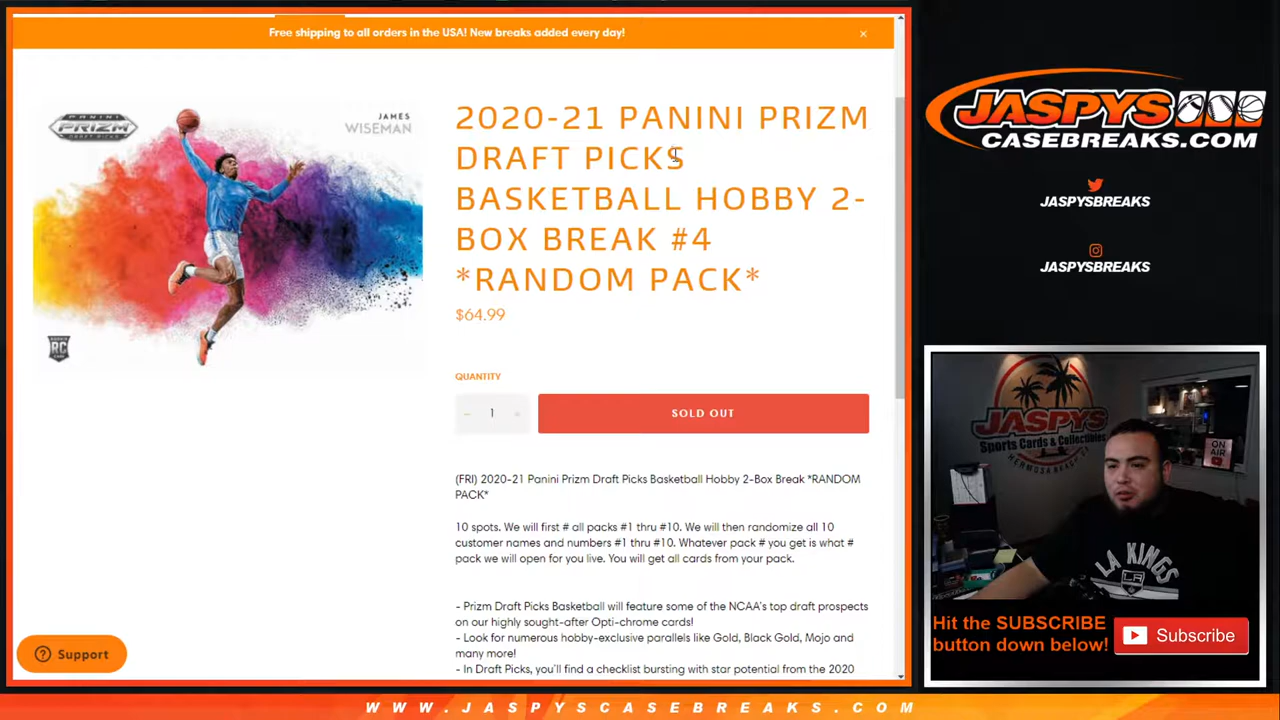 Free shipping to all orders in the USA! New breaks added every day!
×
PANINI
PRIZM
DRAFT PICKS
JAMES
WISEMAN
RC
2020-21 PANINI PRIZM
DRAFT PICKS
BASKETBALL HOBBY 2-
BOX BREAK #4
*RANDOM PACK*
$64.99
QUANTITY
− 1 +
SOLD OUT
(FRI) 2020-21 Panini Prizm Draft Picks Basketball Hobby 2-Box Break *RANDOM
PACK*
10 spots. We will first # all packs #1 thru #10. We will then randomize all 10
customer names and numbers #1 thru #10. Whatever pack # you get is what #
pack we will open for you live. You will get all cards from your pack.
- Prizm Draft Picks Basketball will feature some of the NCAA's top draft prospects
on our highly sought-after Opti-chrome cards!
- Look for numerous hobby-exclusive parallels like Gold, Black Gold, Mojo and
many more!
- In Draft Picks, you'll find a checklist bursting with star potential from the 2020
Support
JASPYS
CASEBREAKS.COM
JASPYSBREAKS
JASPYSBREAKS
JASPYS
Sports Cards & Collectibles
HERMOSA BEACH CA
ON
AIR
LA KINGS
LA
Hit the SUBSCRIBE
button down below!
Subscribe
WWW.JASPYSCASEBREAKS.COM